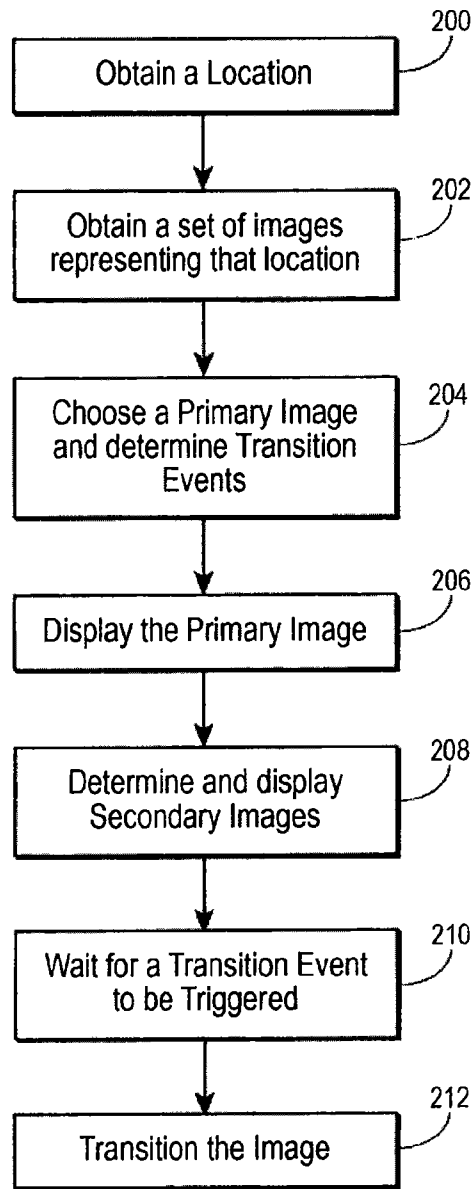 200
Obtain a Location
202
Obtain a set of images
representing that location
204
Choose a Primary Image
and determine Transition
Events
206
Display the Primary Image
208
Determine and display
Secondary Images
210
Wait for a Transition Event
to be Triggered
212
Transition the Image